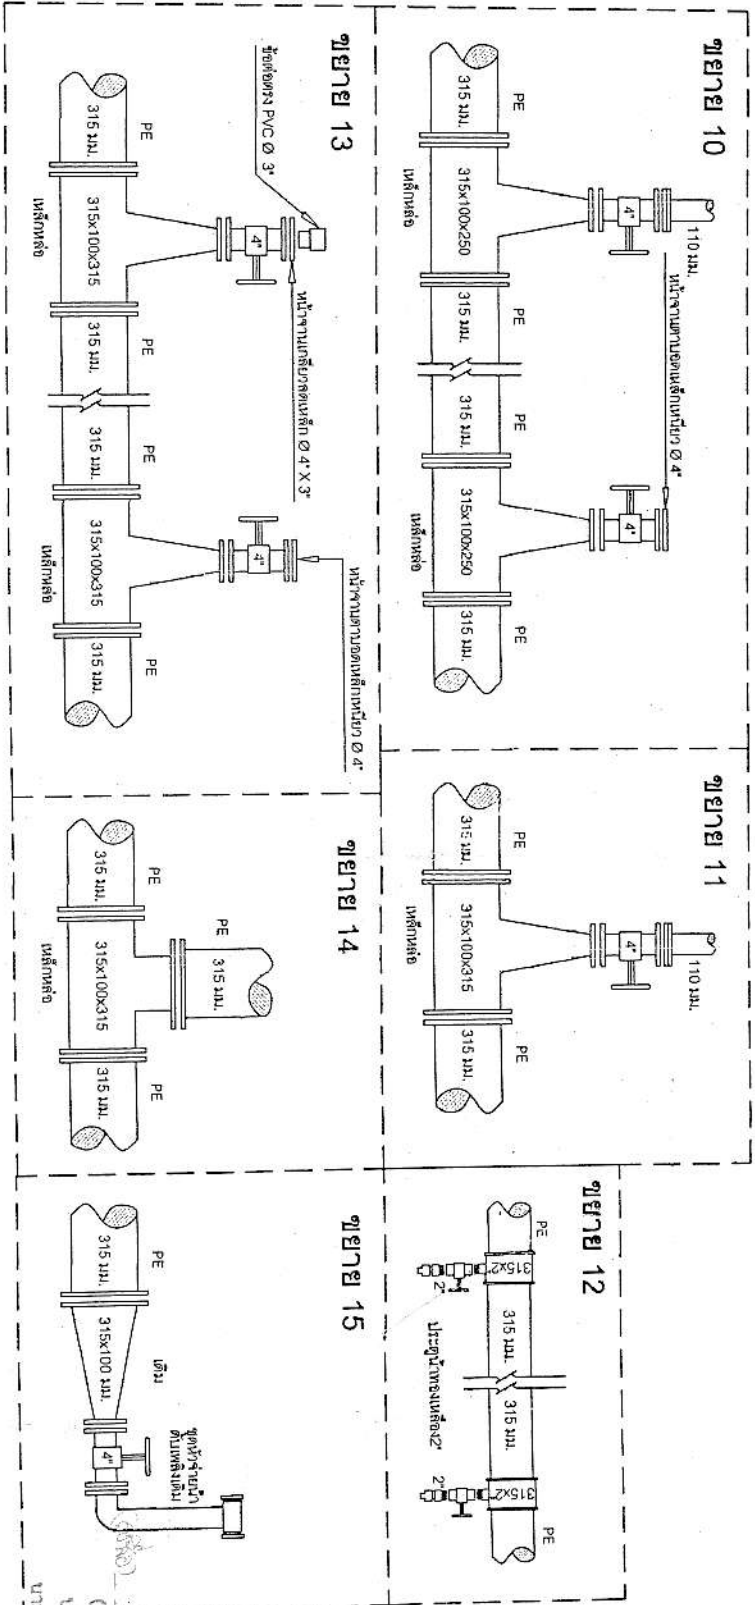 ขยาย 10
110 มม.
หน้าจานตาบอดเหล็กเหนียว Ø 4"
4"
4"
PE
PE
PE
PE
315 มม.
315x100x250
315 มม.
315 มม.
315x100x250
315 มม.
เหล็กหล่อ
เหล็กหล่อ
ขยาย 11
110 มม.
4"
PE
PE
315 มม.
315x100x315
315 มม.
เหล็กหล่อ
ขยาย 12
PE
PE
315x2"
315 มม.
315 มม.
315x2"
2"
2"
ประตูน้ำทองเหลือง2"
ขยาย 13
ข้อต่อตรง PVC Ø 3"
หน้าจานเกลียวลดเหล็ก Ø 4" X 3"
หน้าจานตาบอดเหล็กเหนียว Ø 4"
4"
4"
PE
PE
PE
PE
315 มม.
315x100x315
315 มม.
315 มม.
315x100x315
315 มม.
เหล็กหล่อ
เหล็กหล่อ
ขยาย 14
PE
315 มม.
PE
PE
315 มม.
315x100x315
315 มม.
เหล็กหล่อ
ขยาย 15
PE
เดิม
ชุดหัวจ่ายน้ำ
ดับเพลิงเดิม
315 มม.
315x100 มม.
4"